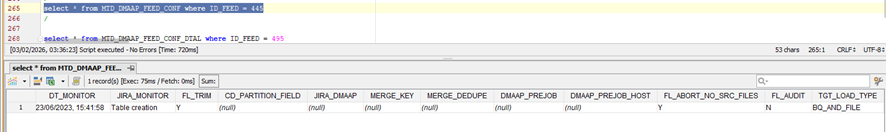 265 select * from MTD_DMAAP_FEED_CONF where ID_FEED = 445
266 /
267
268 select * from MTD_DMAAP_FEED_CONF_DTAL where ID_FEED = 495
[03/02/2026, 03:36:23] Script executed - No Errors [Time: 720ms] 53 chars 265:1 CRLF UTF-8
select * from MTD_DMAAP_FEE...
1 record(s) [Exec: 75ms / Fetch: 0ms] Sum:
DT_MONITOR JIRA_MONITOR FL_TRIM CD_PARTITION_FIELD JIRA_DMAAP MERGE_KEY MERGE_DEDUPE DMAAP_PREJOB DMAAP_PREJOB_HOST FL_ABORT_NO_SRC_FILES FL_AUDIT TGT_LOAD_TYPE
1 23/06/2023, 15:41:58 Table creation Y (null) (null) (null) (null) (null) (null) Y N BQ_AND_FILE